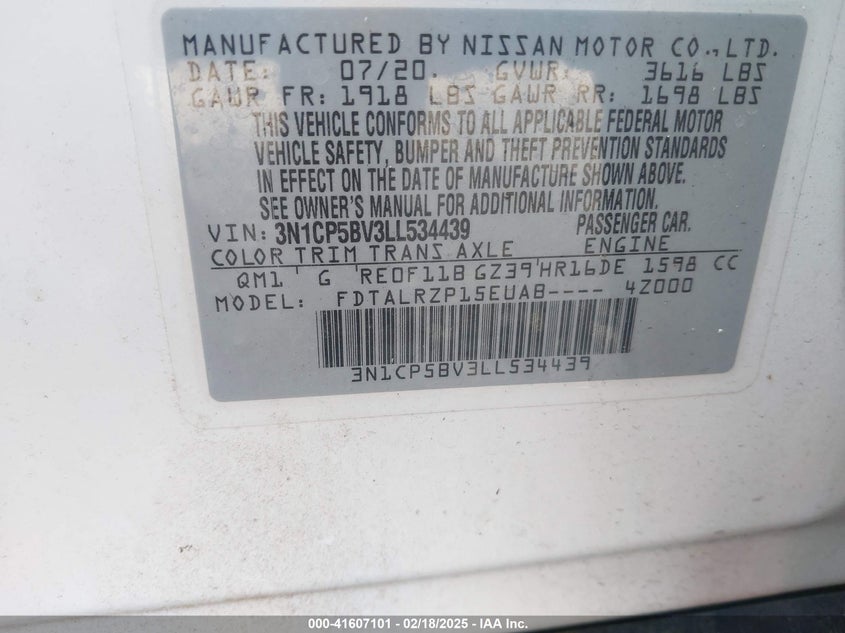 MANUFACTURED BY NISSAN MOTOR CO., LTD.
DATE: 07/20. GVWR: 3616 LBS
GAWR FR: 1918 LBS GAWR RR: 1698 LBS
THIS VEHICLE CONFORMS TO ALL APPLICABLE FEDERAL MOTOR
VEHICLE SAFETY, BUMPER AND THEFT PREVENTION STANDARDS
IN EFFECT ON THE DATE OF MANUFACTURE SHOWN ABOVE.
SEE OWNER'S MANUAL FOR ADDITIONAL INFORMATION.
VIN: 3N1CP5BV3LL534439 PASSENGER CAR.
COLOR TRIM TRANS AXLE ENGINE
QM1 G RE0F11B GZ39 HR16DE 1598 CC
MODEL: FDTALRZP15EUAB---- 4Z000
3N1CP5BV3LL534439
000-41607101 - 02/18/2025 - IAA Inc.